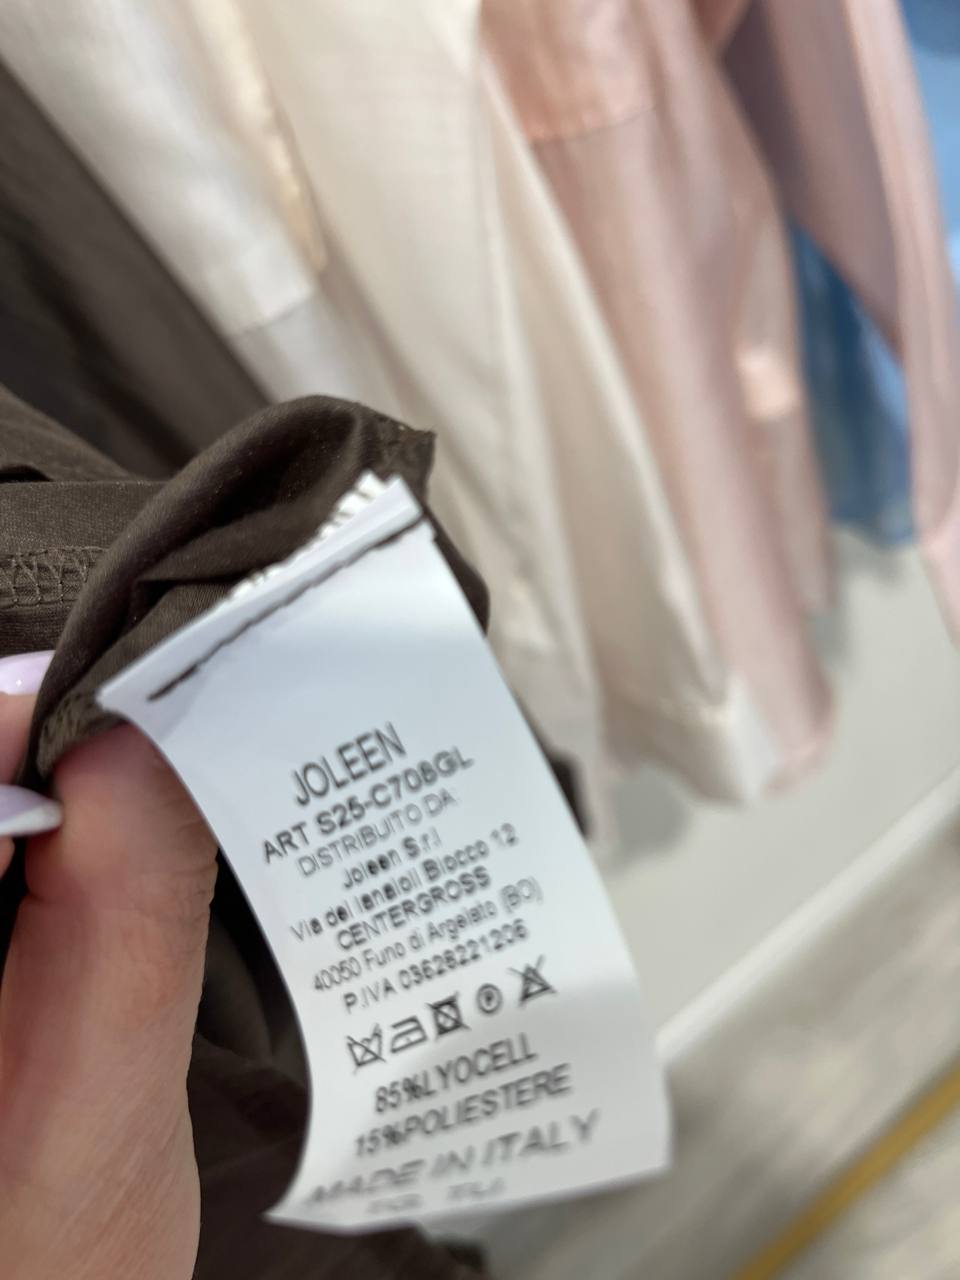 JOLEEN
ART S25-C708GL
DISTRIBUITO DA
Joleen S.r.l
Via dei lanaioli Blocco 12
CENTERGROSS
40050 Funo di Argelato (BO)
P.IVA 03628221206
85%LYOCELL
15%POLIESTERE
MADE IN ITALY